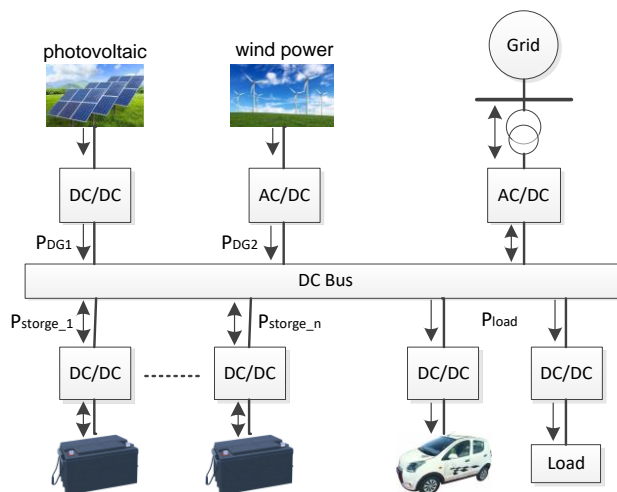 photovoltaic
wind power
Grid
DC/DC
AC/DC
AC/DC
PDG1
PDG2
DC Bus
Pstorge_1
Pstorge_n
Pload
DC/DC
DC/DC
DC/DC
DC/DC
Load